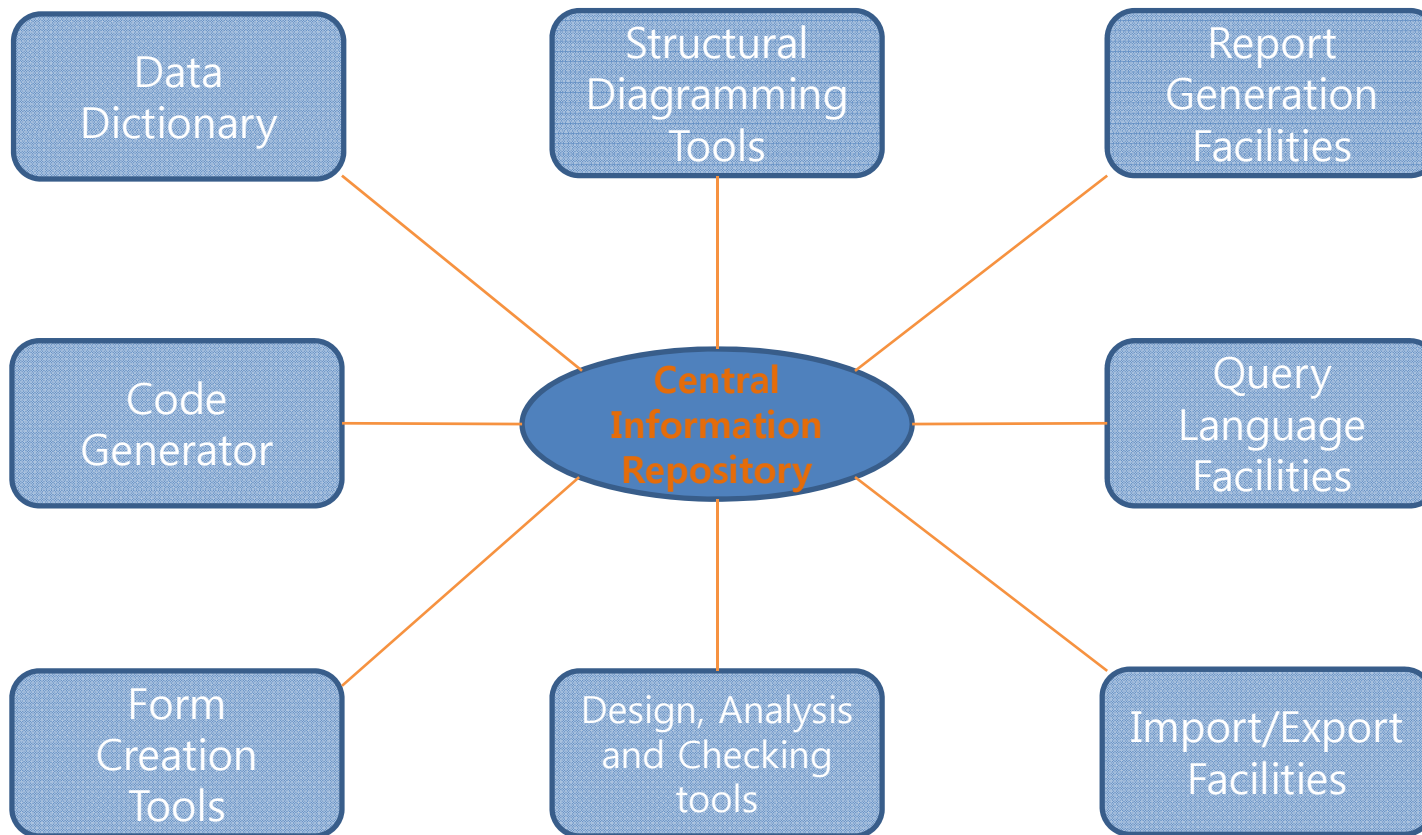 Data
Dictionary
Structural
Diagramming
Tools
Report
Generation
Facilities
Code
Generator
Central
Information
Repository
Query
Language
Facilities
Form
Creation
Tools
Design, Analysis
and Checking
tools
Import/Export
Facilities